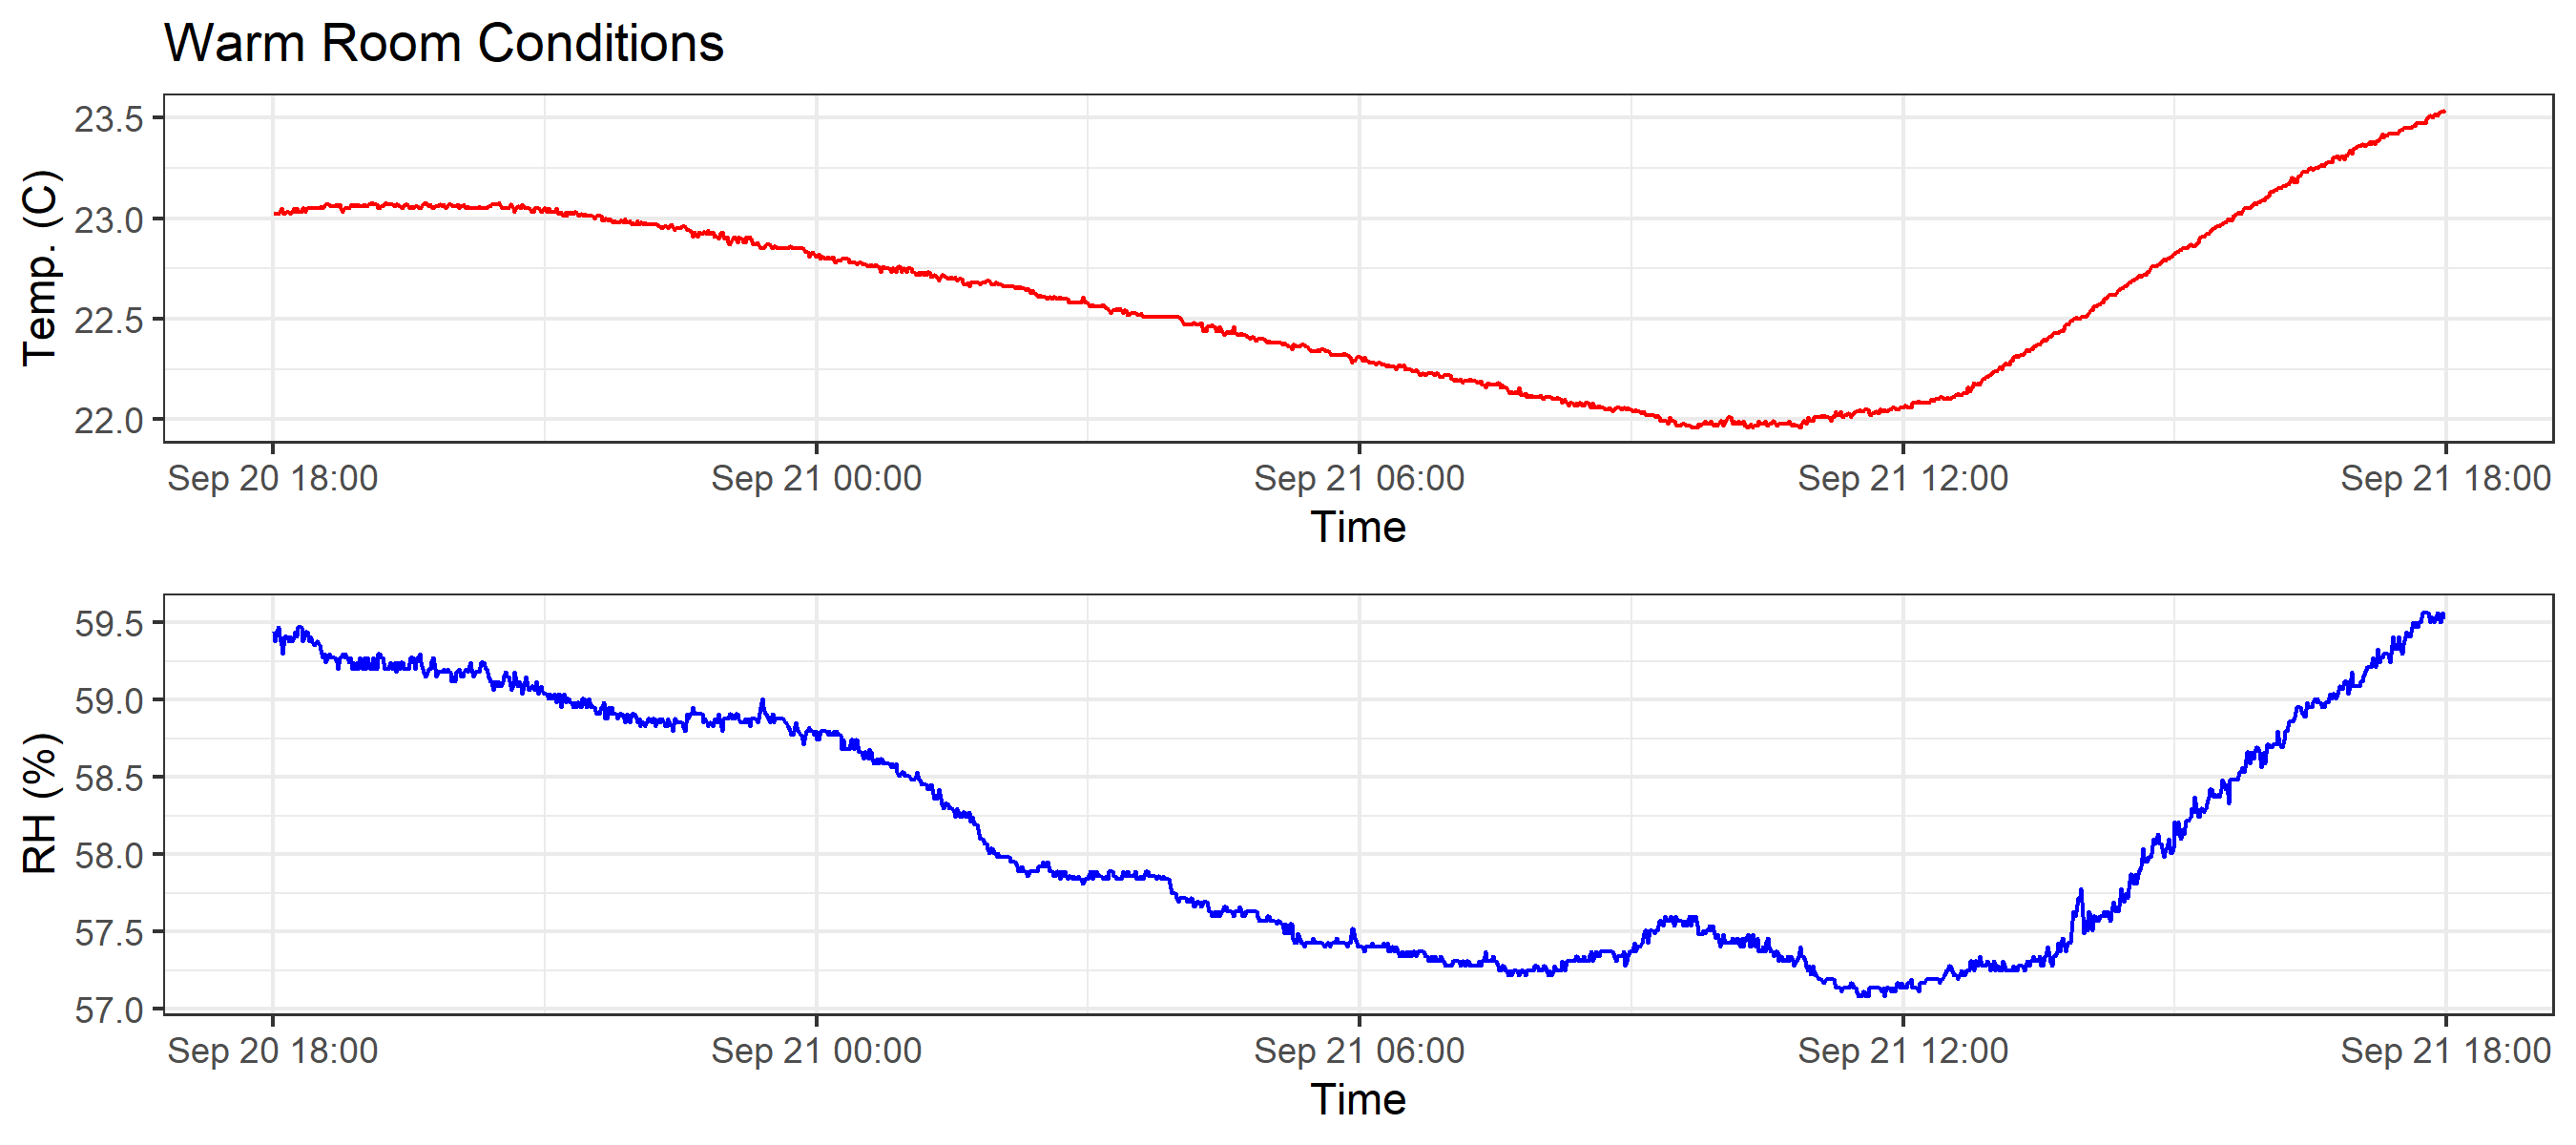 Warm Room Conditions
23.5
23.0
22.5
22.0
Temp. (C)
Sep 20 18:00 Sep 21 00:00 Sep 21 06:00 Sep 21 12:00 Sep 21 18:00
Time
59.5
59.0
58.5
58.0
57.5
57.0
RH (%)
Sep 20 18:00 Sep 21 00:00 Sep 21 06:00 Sep 21 12:00 Sep 21 18:00
Time